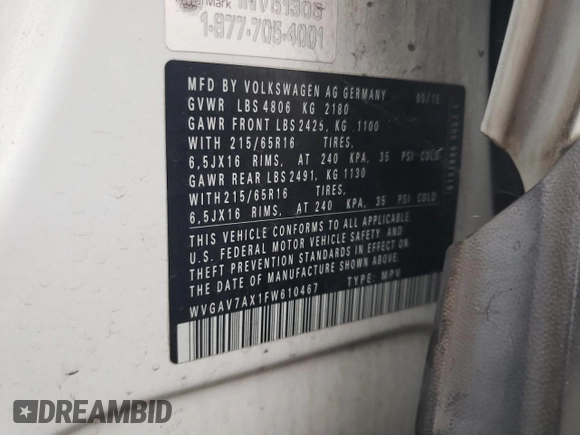 1-877-705-4001
MFD BY VOLKSWAGEN AG GERMANY 05/15
GVWR LBS 4806 KG 2180
GAWR FRONT LBS 2425, KG 1100
WITH 215/65R16 TIRES,
6,5JX16 RIMS, AT 240 KPA, 35 PSI COLD
GAWR REAR LBS 2491, KG 1130
WITH 215/65R16 TIRES,
6,5JX16 RIMS, AT 240 KPA, 35 PSI COLD
THIS VEHICLE CONFORMS TO ALL APPLICABLE
U.S. FEDERAL MOTOR VEHICLE SAFETY AND
THEFT PREVENTION STANDARDS IN EFFECT ON
THE DATE OF MANUFACTURE SHOWN ABOVE
WVGAV7AX1FW610467 TYPE: MPV
DREAMBID